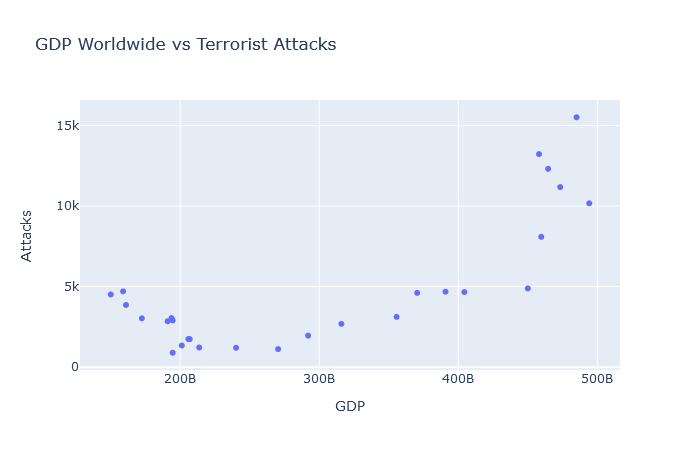 GDP Worldwide vs Terrorist Attacks
15k
10k
5k
0
Attacks
200B
300B
400B
500B
GDP